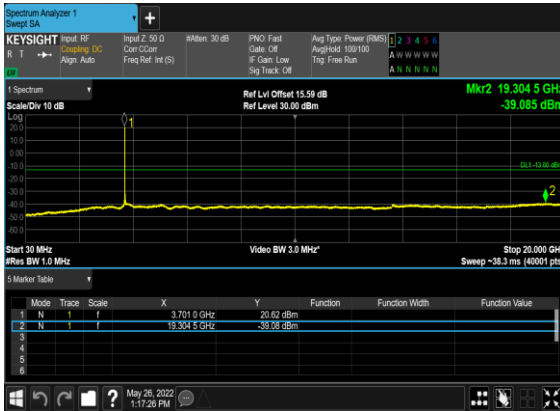 Spectrum Analyzer 1
Swept SA
+
KEYSIGHT
R T
Input: RF
Coupling: DC
Align: Auto
Input Z: 50 Ω
Corr CCorr
Freq Ref: Int (S)
#Atten: 30 dB
PNO: Fast
Gate: Off
IF Gain: Low
Sig Track: Off
Avg Type: Power (RMS)
Avg|Hold: 100/100
Trig: Free Run
1 2 3 4 5 6
A W W W W W
A N N N N N
1 Spectrum
Scale/Div 10 dB
Ref Lvl Offset 15.59 dB
Ref Level 30.00 dBm
Mkr2 19.304 5 GHz
-39.085 dBm
Log
20.0
10.0
0.00
-10.0
-20.0
-30.0
-40.0
-50.0
-60.0
1
DL1 -13.00 dBm
2
Start 30 MHz
#Res BW 1.0 MHz
Video BW 3.0 MHz*
Stop 20.000 GHz
Sweep ~38.3 ms (40001 pts)
5 Marker Table
Mode Trace Scale X Y Function Function Width Function Value
1 N 1 f 3.701 0 GHz 20.62 dBm
2 N 1 f 19.304 5 GHz -39.08 dBm
3
4
5
6
?
May 26, 2022
1:17:26 PM